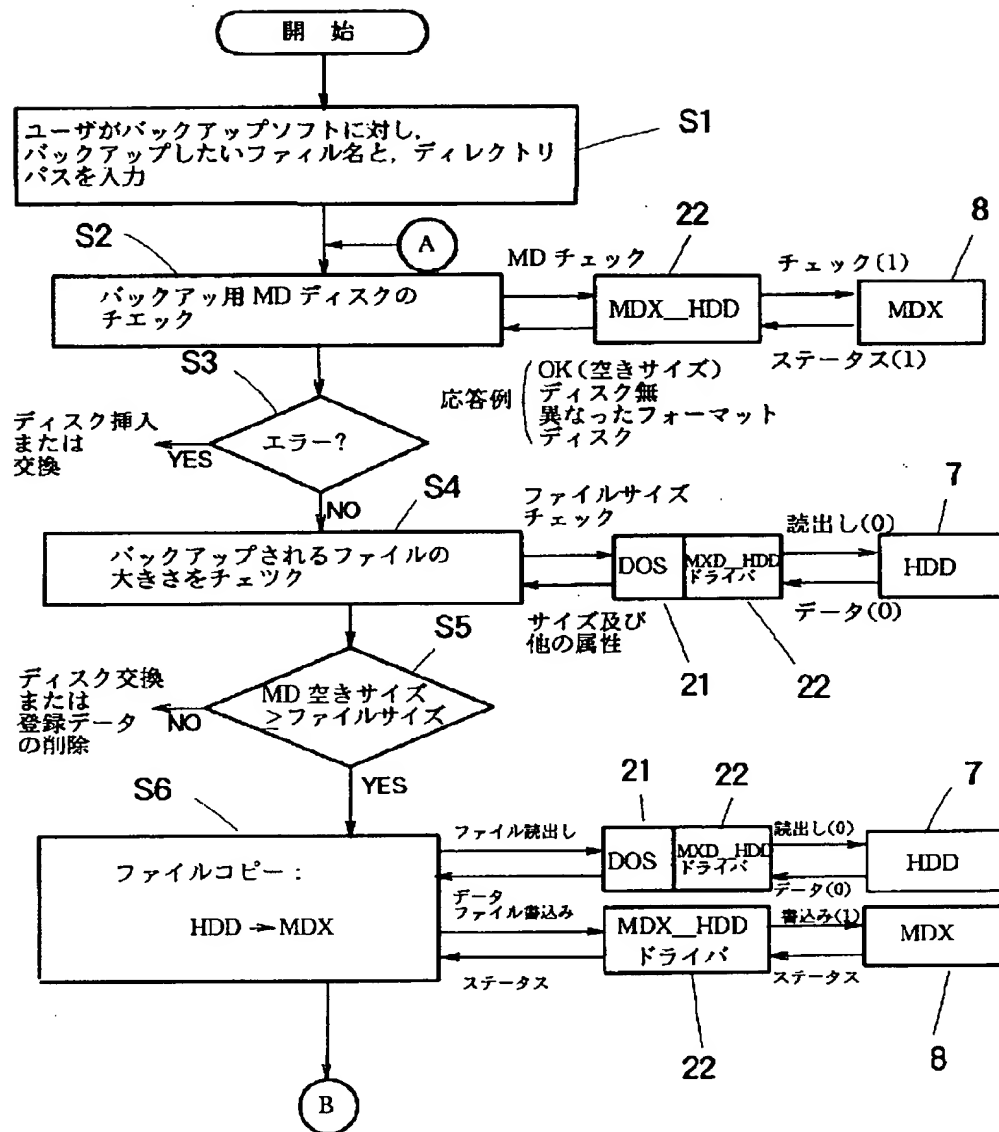 開 始
S1
ユーザがバックアップソフトに対し,
バックアップしたいファィル名と,ディレクトリ
パスを入力
A
S2
バックアッ用MDディスクの
チエック
MDチェック
22
MDX__HDD
チェック(1)
8
MDX
ステータス(1)
応答例
OK(空きサイズ)
ディスク無
異なったフォーマット
ディスク
S3
エラー?
ディスク挿入
または
交換
YES
NO
S4
バックアップされるファイルの
大きさをチェツク
ファイルサイズ
チェック
DOS
MXD__HDD
ドライバ
読出し(0)
7
HDD
データ(0)
サイズ及び
他の属性
21
22
S5
MD空きサイズ
≥ファイルサイズ
ディスク交換
または
登録データ
の削除
NO
YES
S6
ファイルコピー:
HDD→MDX
ファイル読出し
21
22
DOS
MXD__HDD
ドライバ
読出し(0)
7
HDD
データ(0)
データ
ファイル書込み
MDX__HDD
ドライバ
書込み(1)
MDX
ステータス
ステータス
22
8
B